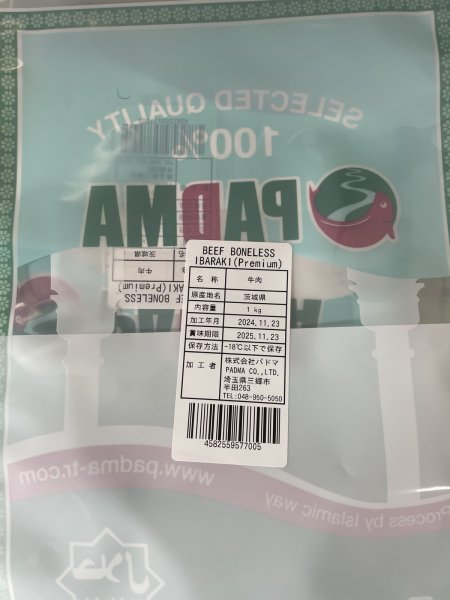 SELECTED QUALITY
100%
PADMA
BEEF BONELESS
IBARAKI(Premium)
名 称 牛肉
原産地名 茨城県
内容量 1 kg
加工年月 2024.11.23
賞味期限 2025.11.23
保存方法 -18℃以下で保存
加 工 者 株式会社パドマ
PADMA CO.,LTD.
埼玉県三郷市
半田263
TEL:048-950-5050
4582559577005
www.padma-tr.com
Process by Islamic way
حلال